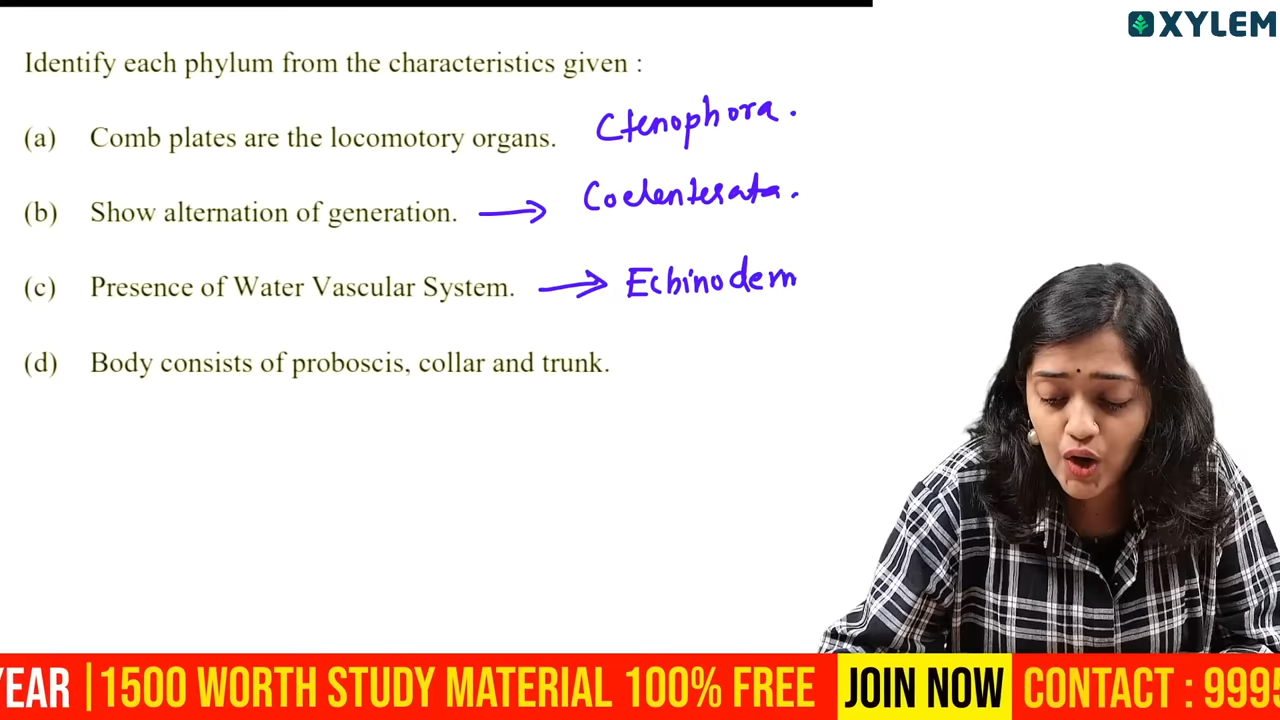 XYLEM
Identify each phylum from the characteristics given :
(a) Comb plates are the locomotory organs. Ctenophora.
(b) Show alternation of generation. → Coelenterata.
(c) Presence of Water Vascular System. → Echinodem
(d) Body consists of proboscis, collar and trunk.
YEAR | 1500 WORTH STUDY MATERIAL 100% FREE JOIN NOW CONTACT : 9995